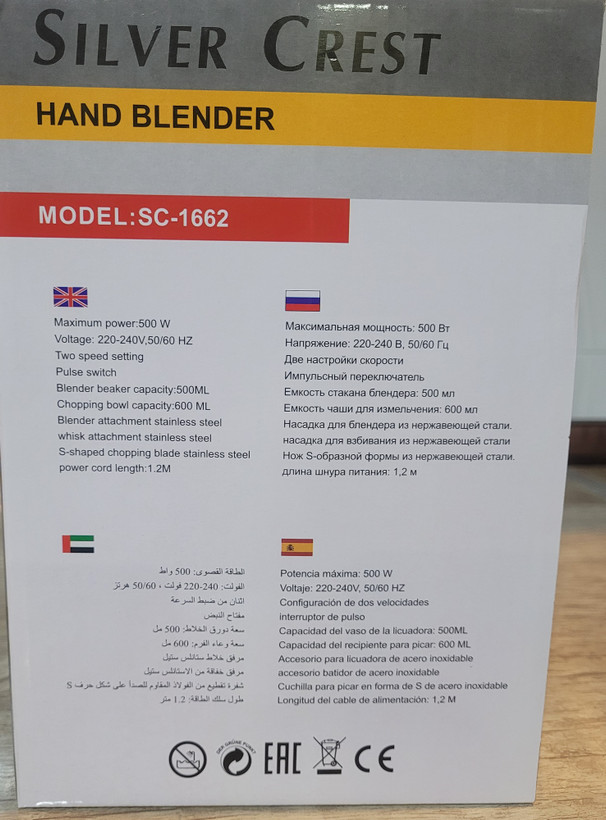 SILVER CREST
HAND BLENDER
MODEL:SC-1662
Maximum power:500 W
Voltage: 220-240V,50/60 HZ
Two speed setting
Pulse switch
Blender beaker capacity:500ML
Chopping bowl capacity:600 ML
Blender attachment stainless steel
whisk attachment stainless steel
S-shaped chopping blade stainless steel
power cord length:1.2M
Максимальная мощность: 500 Вт
Напряжение: 220-240 В, 50/60 Гц
Две настройки скорости
Импульсный переключатель
Емкость стакана блендера: 500 мл
Емкость чаши для измельчения: 600 мл
Насадка для блендера из нержавеющей стали.
насадка для взбивания из нержавеющей стали
Нож S-образной формы из нержавеющей стали.
длина шнура питания: 1,2 м
الطاقة القصوى: 500 واط
الفولت: 240-220 فولت ، 50/60 هرتز
اثنان من ضبط السرعة
مفتاح النبض
سعة دورق الخلاط: 500 مل
سعة وعاء الفرم: 600 مل
مرفق خلاط ستانلس ستيل
مرفق خفاقة من الاستانلس ستيل
شفرة تقطيع من الفولاذ المقاوم للصدأ على شكل حرف S
طول سلك الطاقة: 1.2 متر
Potencia máxima: 500 W
Voltaje: 220-240V, 50/60 HZ
Configuración de dos velocidades
interruptor de pulso
Capacidad del vaso de la licuadora: 500ML
Capacidad del recipiente para picar: 600 ML
Accesorio para licuadora de acero inoxidable
accesorio batidor de acero inoxidable
Cuchilla para picar en forma de S de acero inoxidable
Longitud del cable de alimentación: 1,2 M
DER GRÜNE PUNKT
EAC
CE